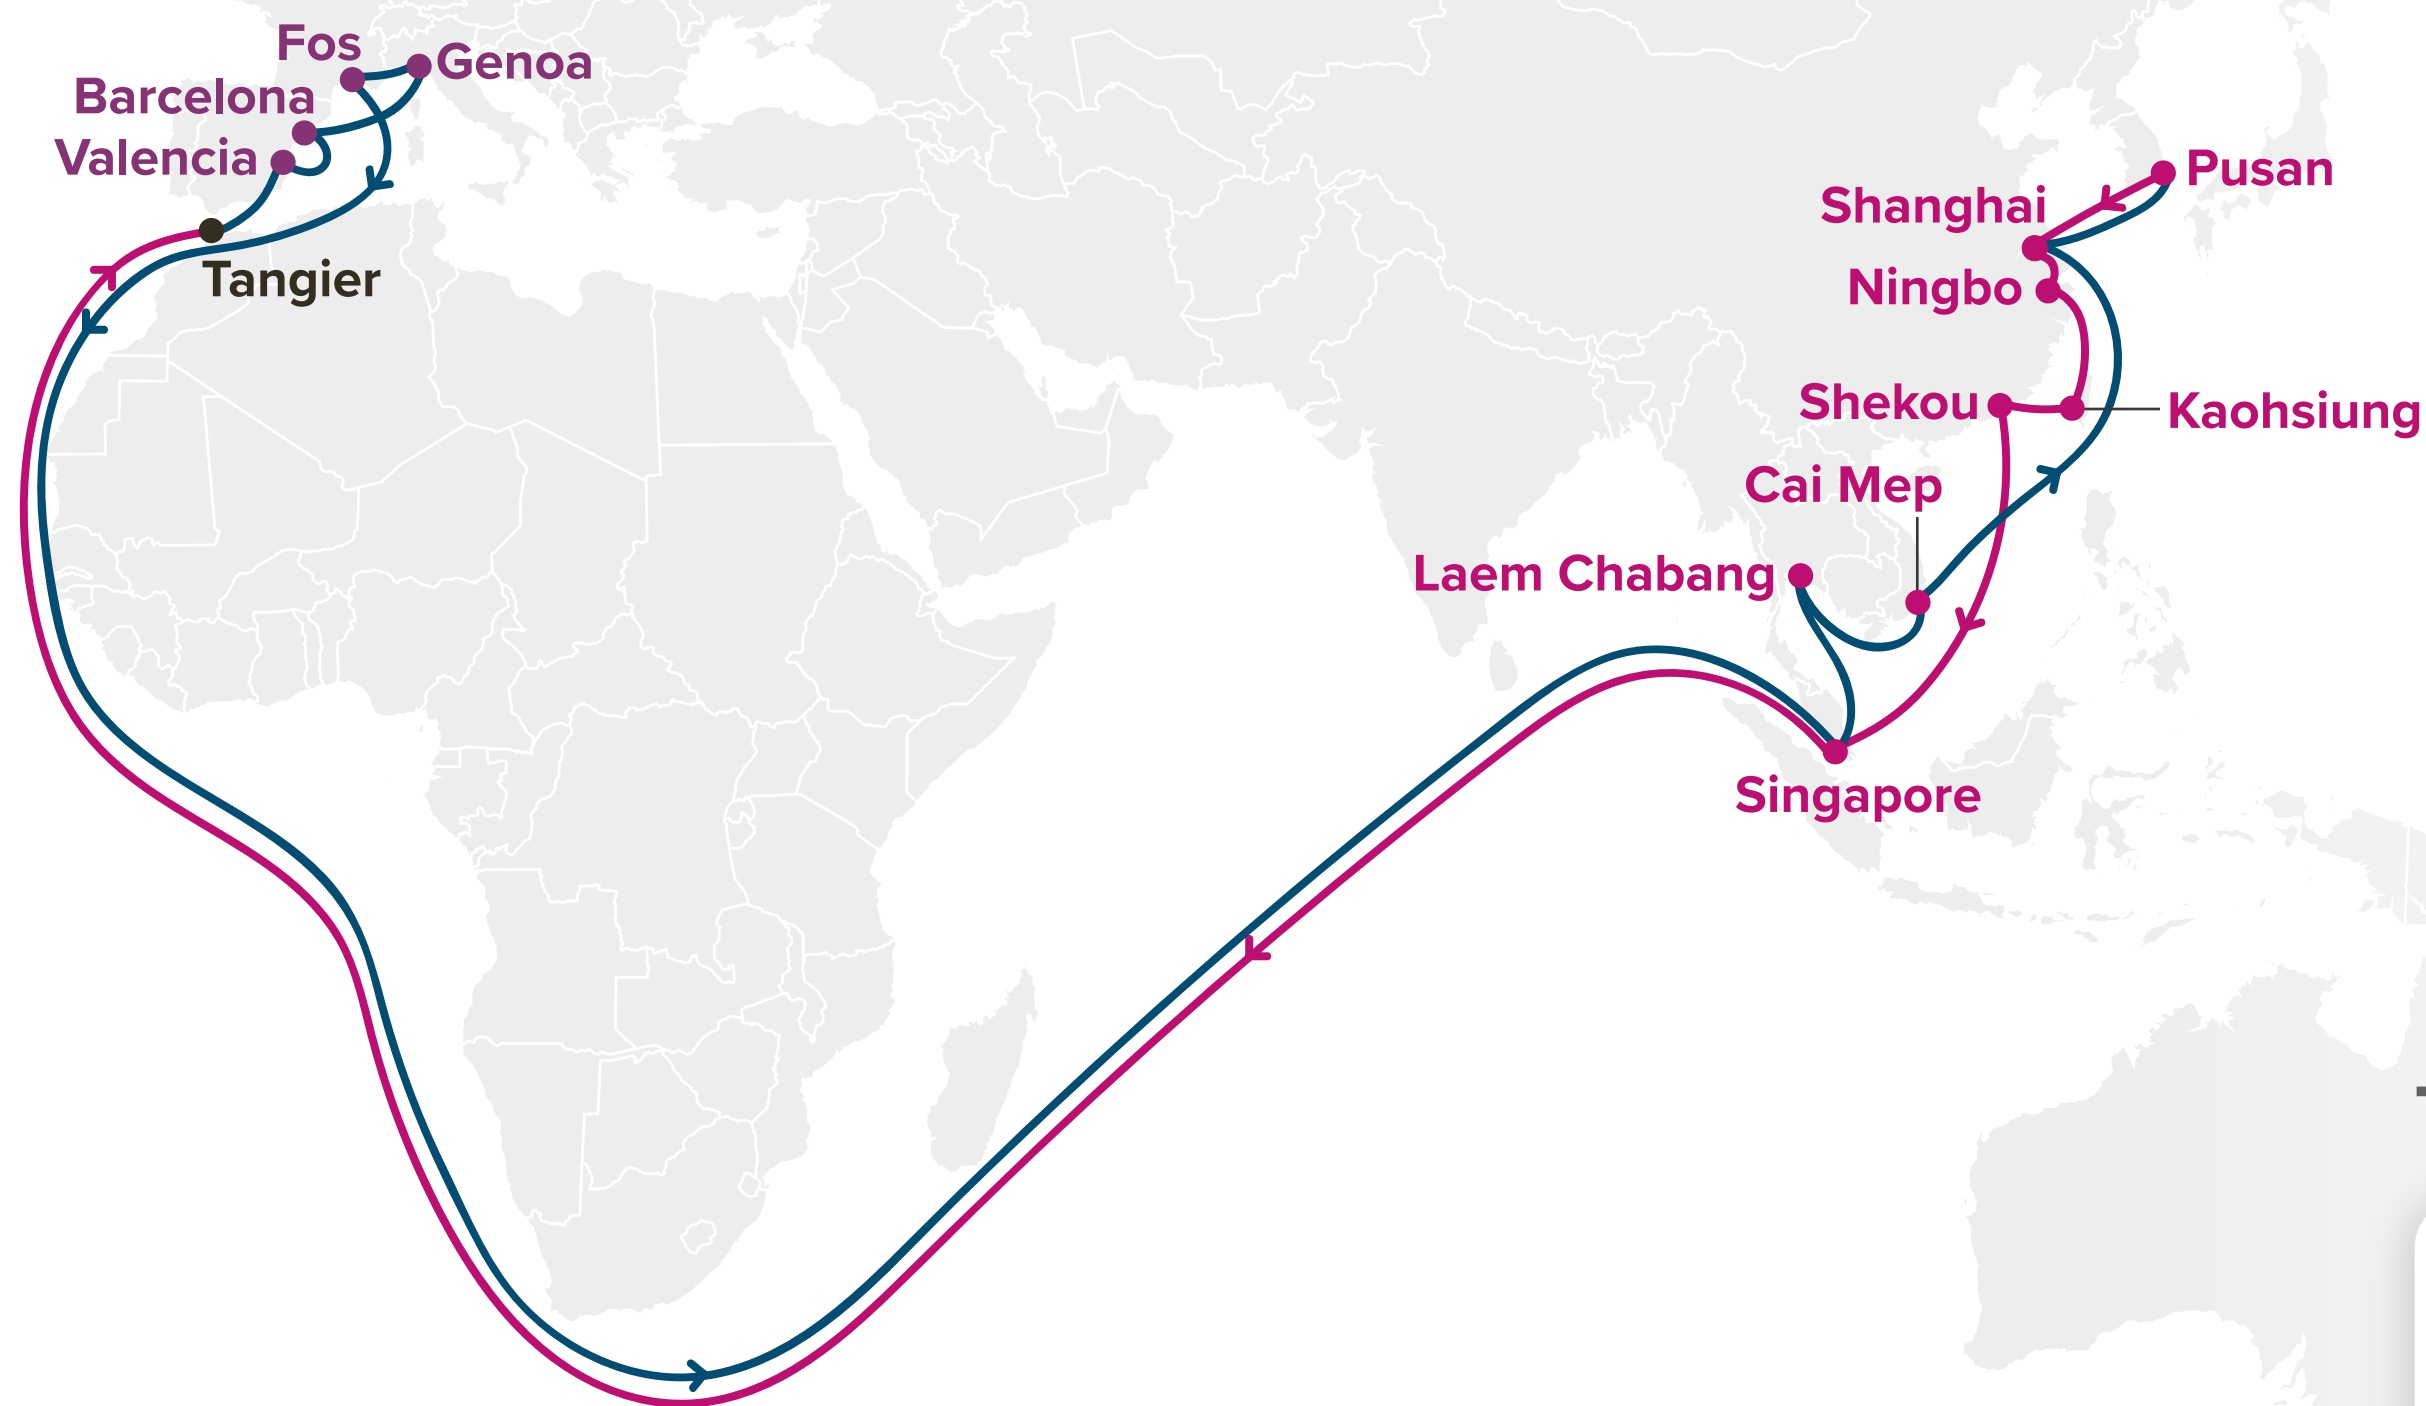 Fos
Genoa
Barcelona
Valencia
Tangier
Pusan
Shanghai
Ningbo
Shekou
Kaohsiung
Cai Mep
Laem Chabang
Singapore